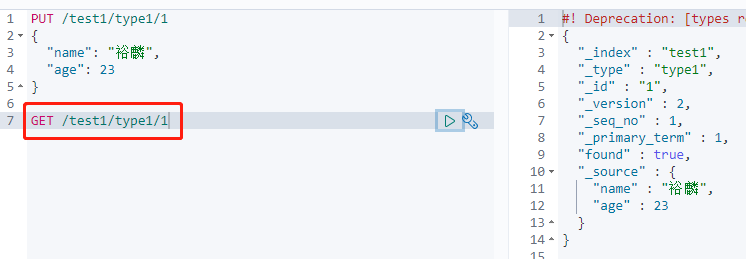 1 PUT /test1/type1/1
2 {
3 "name": "裕麟",
4 "age": 23
5 }
6
7 GET /test1/type1/1
1 #! Deprecation: [types r
2 {
3 "_index" : "test1",
4 "_type" : "type1",
5 "_id" : "1",
6 "_version" : 2,
7 "_seq_no" : 1,
8 "_primary_term" : 1,
9 "found" : true,
10 "_source" : {
11 "name" : "裕麟",
12 "age" : 23
13 }
14 }
15